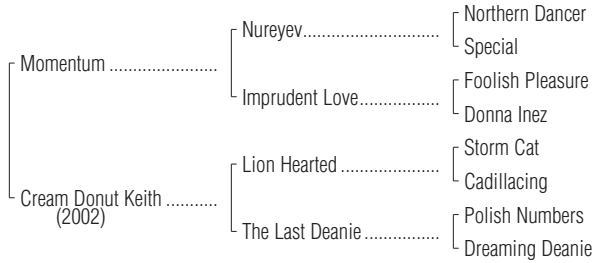 Northern Dancer
Nureyev.............................
Special
Momentum .......................
Foolish Pleasure
Imprudent Love.................
Donna Inez
Storm Cat
Lion Hearted .....................
Cadillacing
Cream Donut Keith ...........
(2002)
Polish Numbers
The Last Deanie ................
Dreaming Deanie